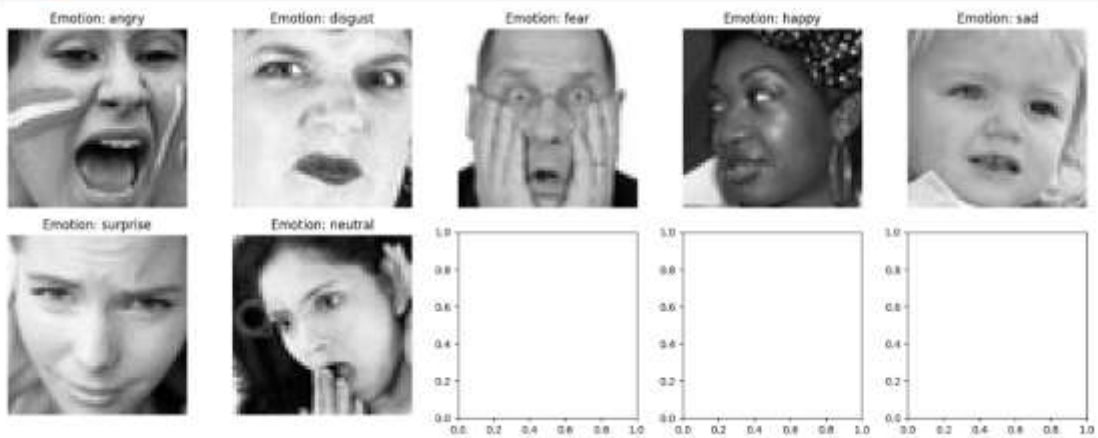 Emotion: angry
Emotion: disgust
Emotion: fear
Emotion: happy
Emotion: sad
Emotion: surprise
Emotion: neutral
1.0
0.8
0.6
0.4
0.2
0.0
0.0 0.2 0.4 0.6 0.8 1.0
1.0
0.8
0.6
0.4
0.2
0.0
0.0 0.2 0.4 0.6 0.8 1.0
1.0
0.8
0.6
0.4
0.2
0.0
0.0 0.2 0.4 0.6 0.8 1.0